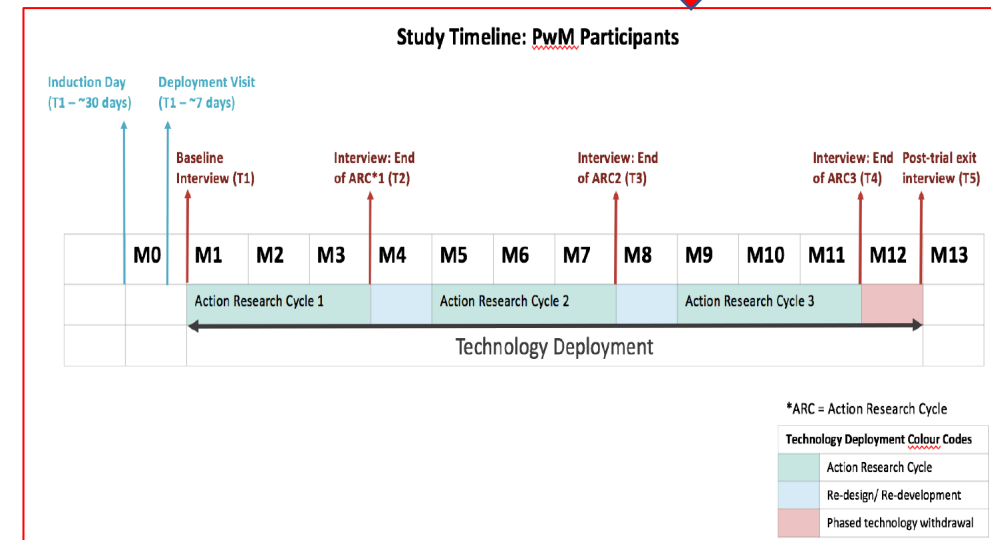 Study Timeline: PwM Participants
Induction Day
(T1 – ~30 days)
Deployment Visit
(T1 – ~7 days)
Baseline
Interview (T1)
Interview: End
of ARC*1 (T2)
Interview: End
of ARC2 (T3)
Interview: End
of ARC3 (T4)
Post-trial exit
interview (T5)
M0 M1 M2 M3 M4 M5 M6 M7 M8 M9 M10 M11 M12 M13
Action Research Cycle 1 Action Research Cycle 2 Action Research Cycle 3
Technology Deployment
*ARC = Action Research Cycle
Technology Deployment Colour Codes
Action Research Cycle
Re-design/ Re-development
Phased technology withdrawal